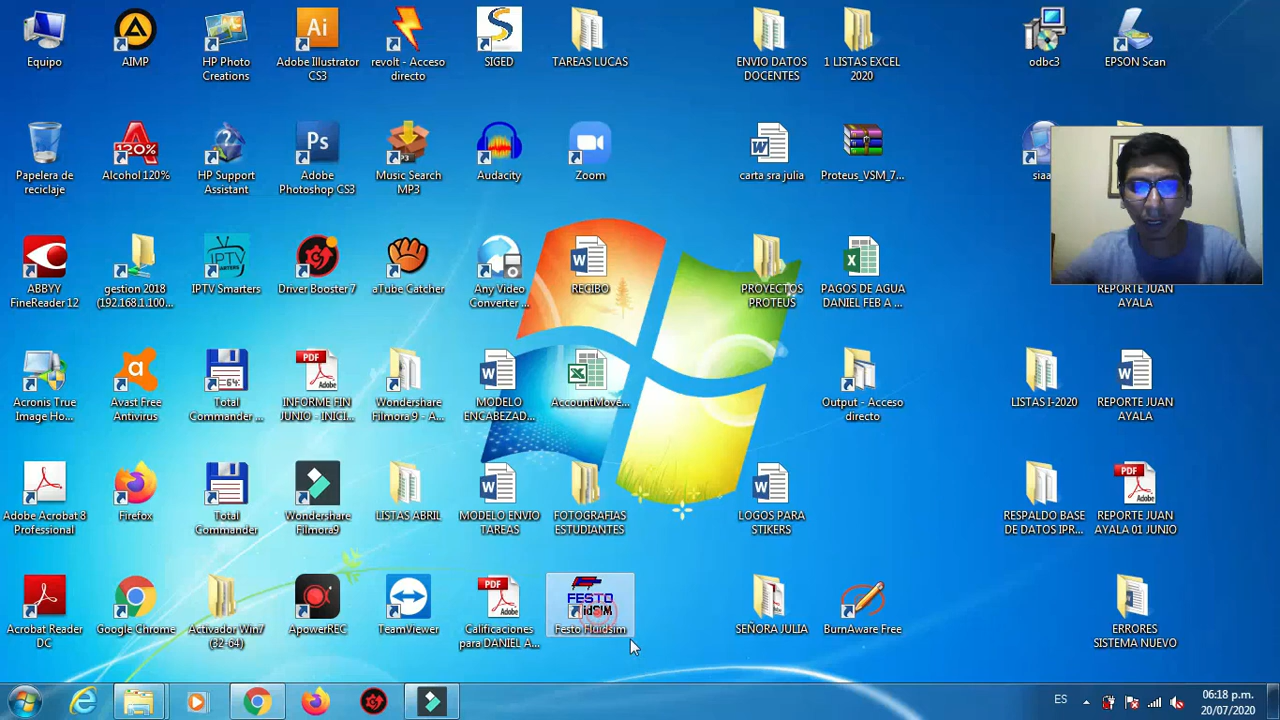 Equipo
AIMP
HP Photo
Creations
Adobe Illustrator
CS3
revolt - Acceso
directo
SIGED
TAREAS LUCAS
ENVIO DATOS
DOCENTES
1 LISTAS EXCEL
2020
odbc3
EPSON Scan
Papelera de
reciclaje
Alcohol 120%
HP Support
Assistant
Adobe
Photoshop CS3
Music Search
MP3
Audacity
Zoom
carta sra julia
Proteus_VSM_7...
siaa
ABBYY
FineReader 12
gestion 2018
(192.168.1.100...
IPTV Smarters
Driver Booster 7
aTube Catcher
Any Video
Converter ...
RECIBO
PROYECTOS
PROTEUS
PAGOS DE AGUA
DANIEL FEB A ...
REPORTE JUAN
AYALA
Acronis True
Image Ho...
Avast Free
Antivirus
Total
Commander ...
INFORME FIN
JUNIO - INICI...
Wondershare
Filmora9 - A...
MODELO
ENCABEZAD...
AccountMove...
Output - Acceso
directo
LISTAS I-2020
REPORTE JUAN
AYALA
Adobe Acrobat 8
Professional
Firefox
Total
Commander
Wondershare
Filmora9
LISTAS ABRIL
MODELO ENVIO
TAREAS
FOTOGRAFIAS
ESTUDIANTES
LOGOS PARA
STIKERS
RESPALDO BASE
DE DATOS IPR...
REPORTE JUAN
AYALA 01 JUNIO
Acrobat Reader
DC
Google Chrome
Activador Win7
(32-64)
ApowerREC
TeamViewer
Calificaciones
para DANIEL A...
FESTO
Festo Fluidsim
SEÑORA JULIA
BurnAware Free
ERRORES
SISTEMA NUEVO
ES
06:18 p.m.
20/07/2020